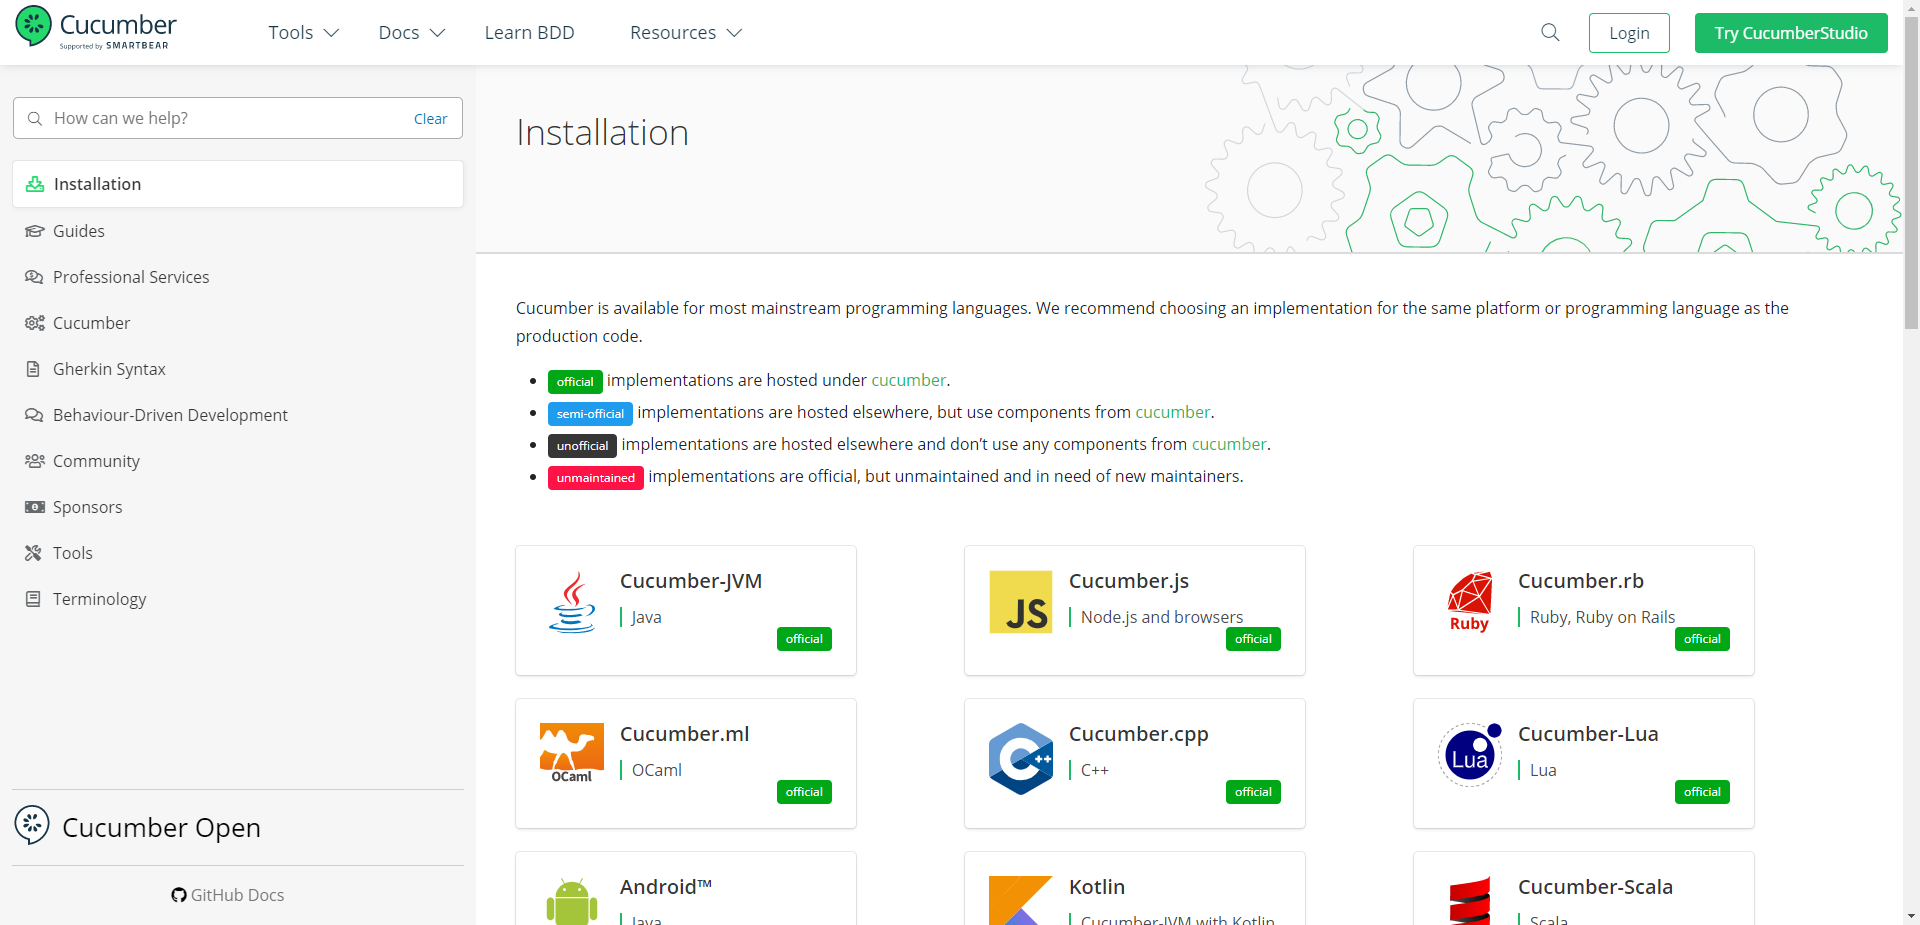 Cucumber
Supported by SMARTBEAR
Tools
Docs
Learn BDD
Resources
Login
Try CucumberStudio
How can we help?
Clear
Installation
Guides
Professional Services
Cucumber
Gherkin Syntax
Behaviour-Driven Development
Community
Sponsors
Tools
Terminology
Cucumber Open
GitHub Docs
Installation
Cucumber is available for most mainstream programming languages. We recommend choosing an implementation for the same platform or programming language as the
production code.
official implementations are hosted under cucumber.
semi-official implementations are hosted elsewhere, but use components from cucumber.
unofficial implementations are hosted elsewhere and don’t use any components from cucumber.
unmaintained implementations are official, but unmaintained and in need of new maintainers.
Cucumber-JVM
Java
official
JS
Cucumber.js
Node.js and browsers
official
Ruby
Cucumber.rb
Ruby, Ruby on Rails
official
OCaml
Cucumber.ml
OCaml
official
C++
Cucumber.cpp
C++
official
Lua
Cucumber-Lua
Lua
official
Android™
Java
Kotlin
Cucumber-JVM with Kotlin
Cucumber-Scala
Scala